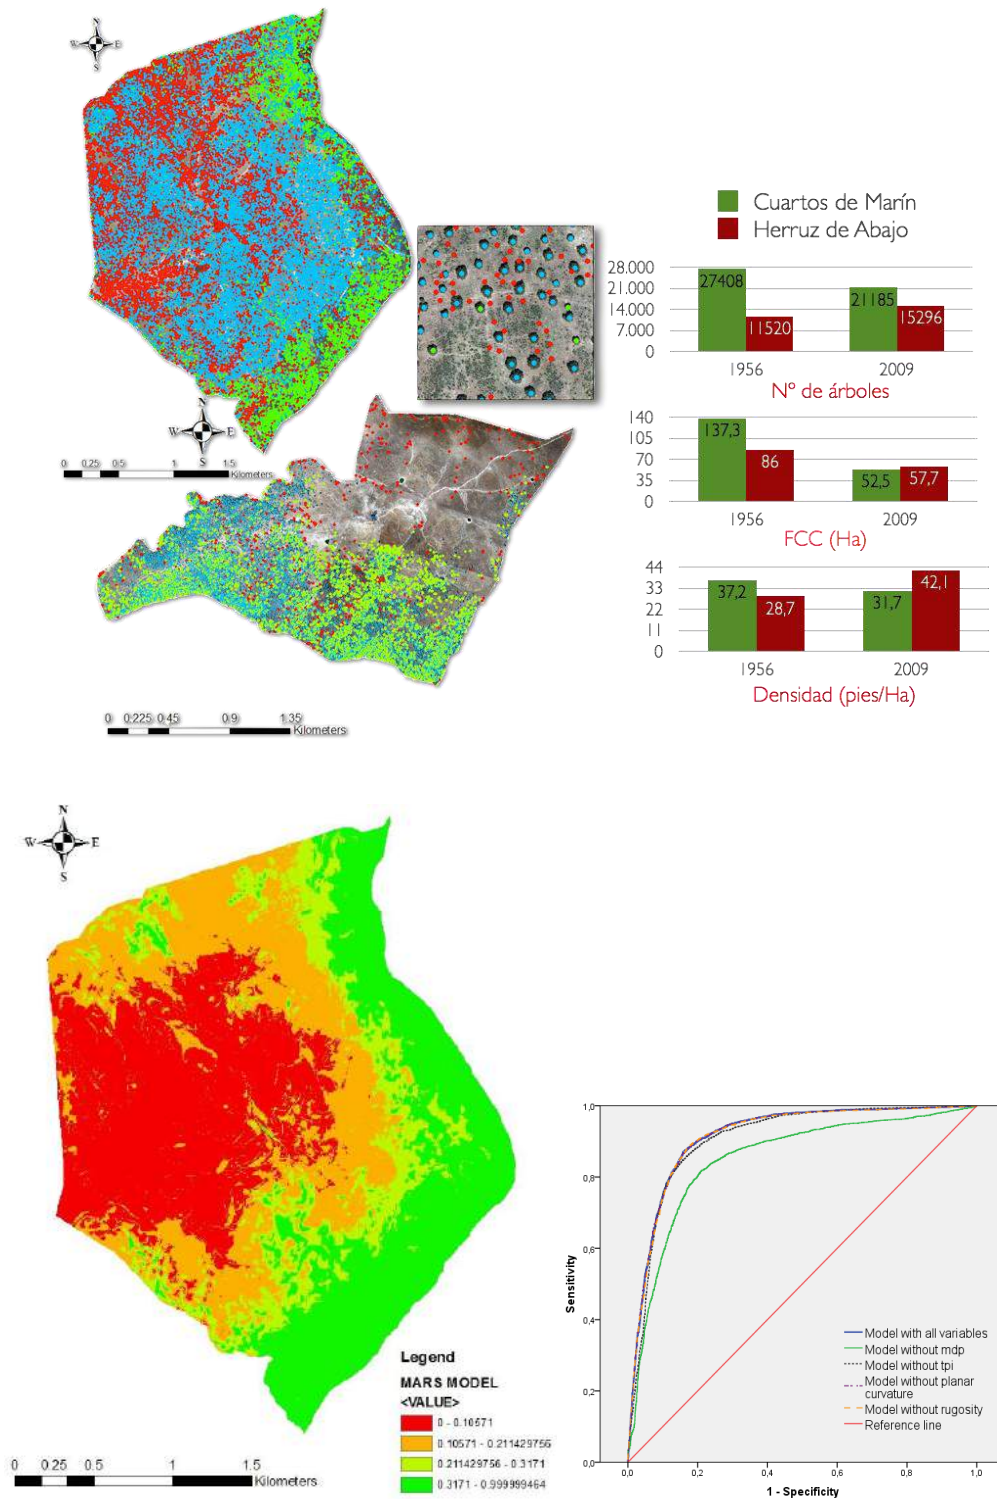 N
W E
S
0 0.25 0.5 1 1.5
Kilometers
N
W E
S
0 0.225 0.45 0.9 1.35
Kilometers
Cuartos de Marín
Herruz de Abajo
28.000
21.000
14.000
7.000
0
27408
11520
21185
15296
1956 2009
Nº de árboles
140
105
70
35
0
137,3
86
52,5
57,7
1956 2009
FCC (Ha)
44
33
22
11
0
37,2
28,7
31,7
42,1
1956 2009
Densidad (pies/Ha)
N
W E
S
Legend
MARS MODEL
<VALUE>
0 - 0.10571
0.10571 - 0.211429756
0.211429756 - 0.3171
0.3171 - 0.999999464
0 0.25 0.5 1 1.5
Kilometers
1,0
0,8
0,6
0,4
0,2
0,0
Sensitivity
Model with all variables
Model without mdp
Model without tpi
Model without planar
curvature
Model without rugosity
Reference line
0,0 0,2 0,4 0,6 0,8 1,0
1 - Specificity